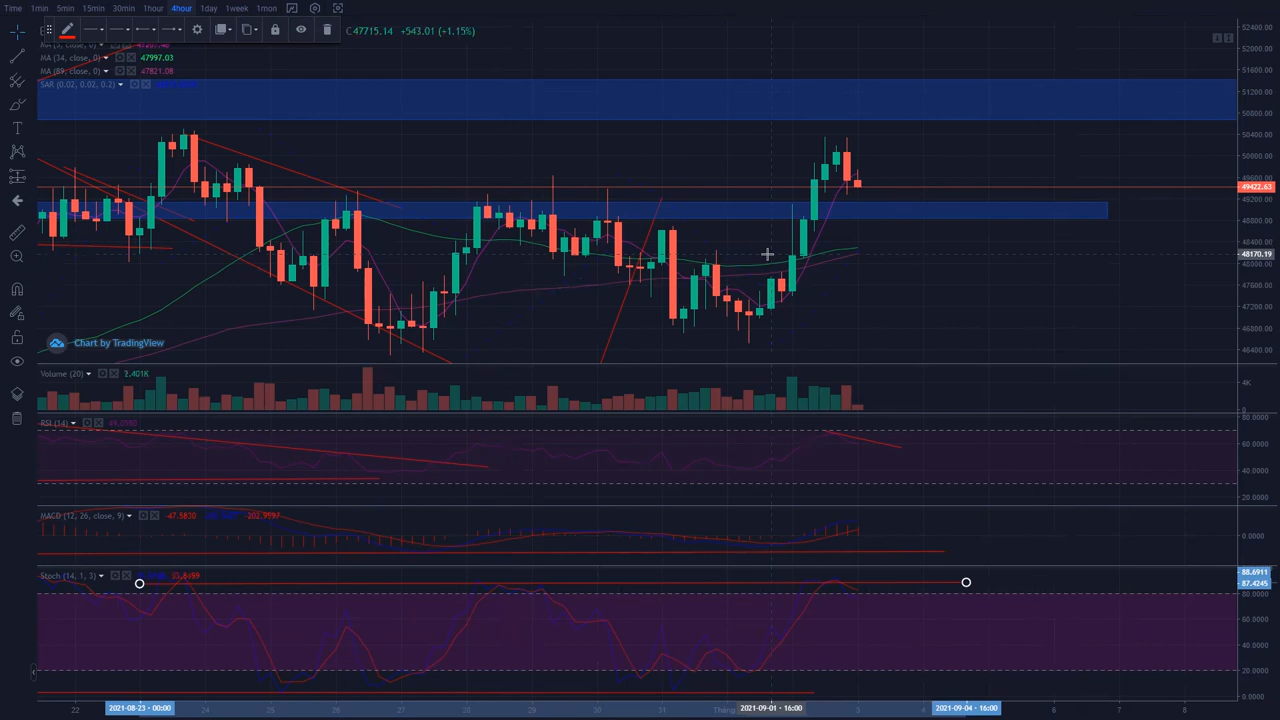 Time 1min 5min 15min 30min 1hour 4hour 1day 1week 1mon
C47715.14 +543.01 (+1.15%)
MA (34, close, 0) 47997.03
MA (89, close, 0) 47821.08
SAR (0.02, 0.02, 0.2)
Chart by TradingView
Volume (20) 2.401K
RSI (14)
MACD (12, 26, close, 9) -47.5830 -202.9597
Stoch (14, 1, 3)
52400.00
52000.00
51600.00
51200.00
50800.00
50400.00
50000.00
49600.00
49422.63
49200.00
48800.00
48400.00
48170.19
48000.00
47600.00
47200.00
46800.00
46400.00
4K
0
80.0000
60.0000
40.0000
20.0000
0.0000
88.6911
87.4245
80.0000
60.0000
40.0000
20.0000
0.0000
22 2021-08-23 • 00:00 24 25 26 27 28 29 30 31 Tháng 2021-09-01 • 16:00 3 4 2021-09-04 • 16:00 6 7 8